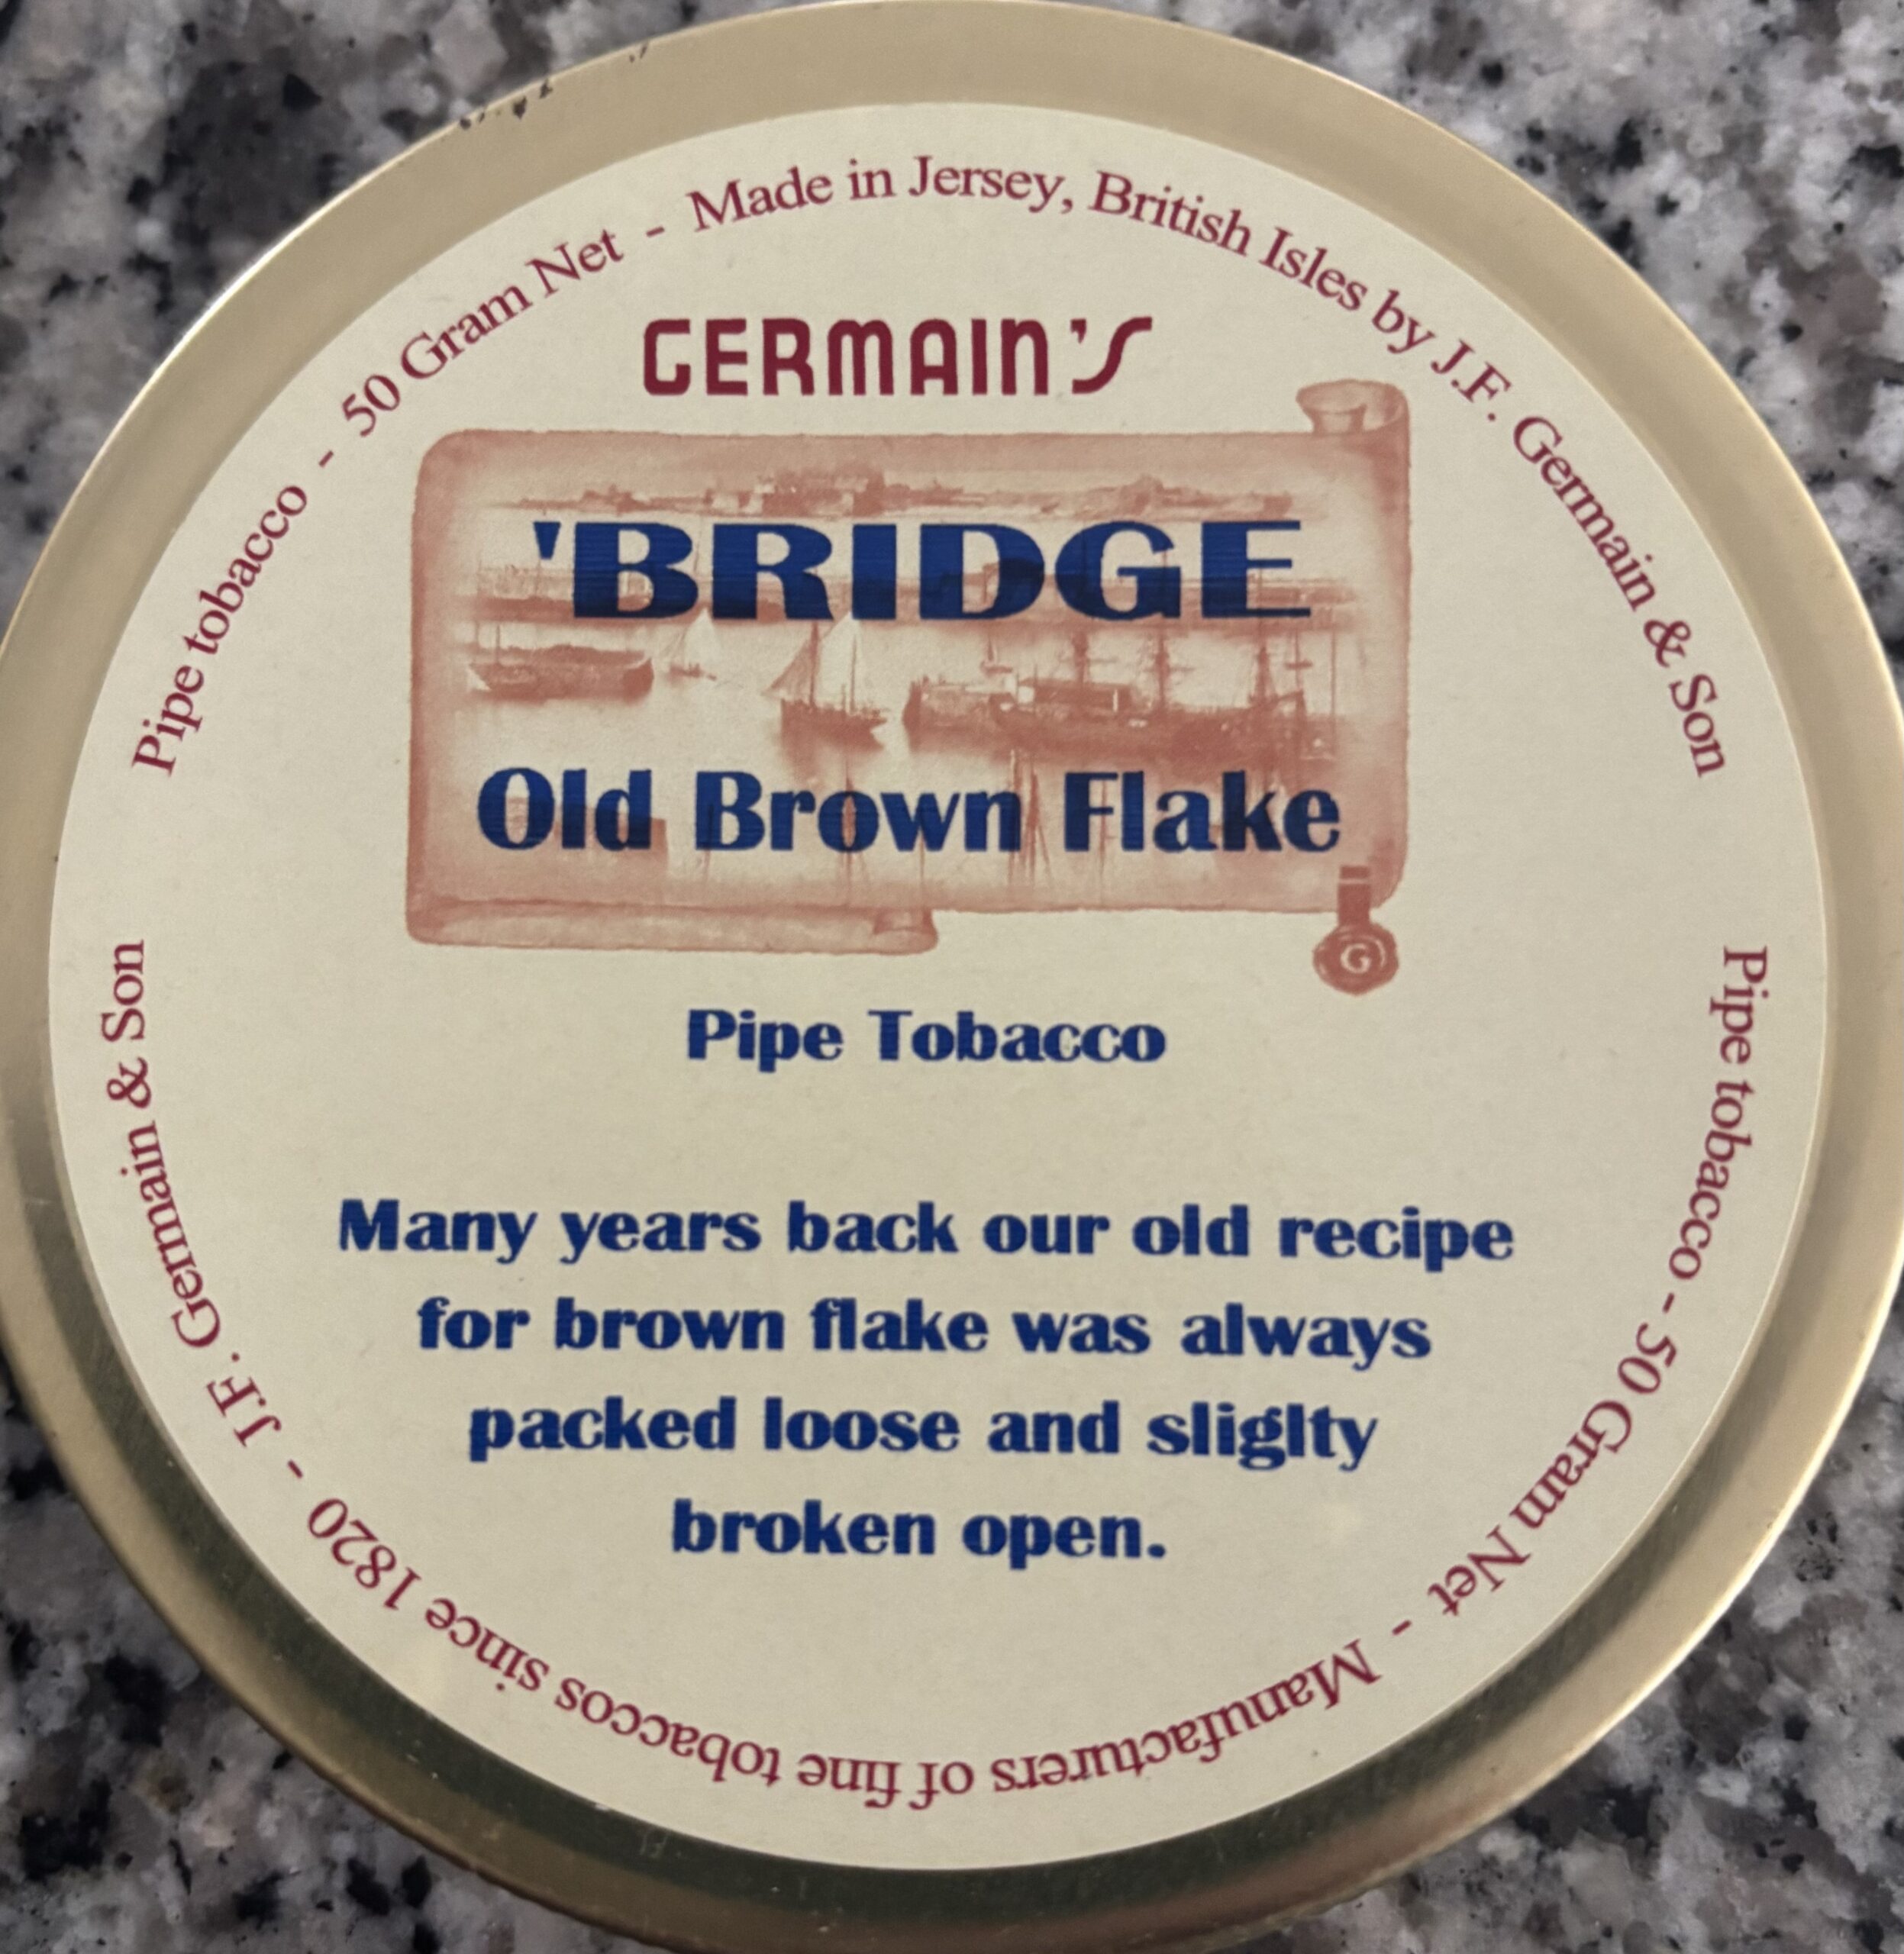 Pipe tobacco - 50 Gram Net - Made in Jersey, British Isles by J.F. Germain & Son
GERMAIN'S
'BRIDGE
Old Brown Flake
G
Pipe Tobacco
Many years back our old recipe
for brown flake was always
packed loose and sliglty
broken open.
Pipe tobacco - 50 Gram Net - Manufacturers of fine tobaccos since 1820 - J.F. Germain & Son